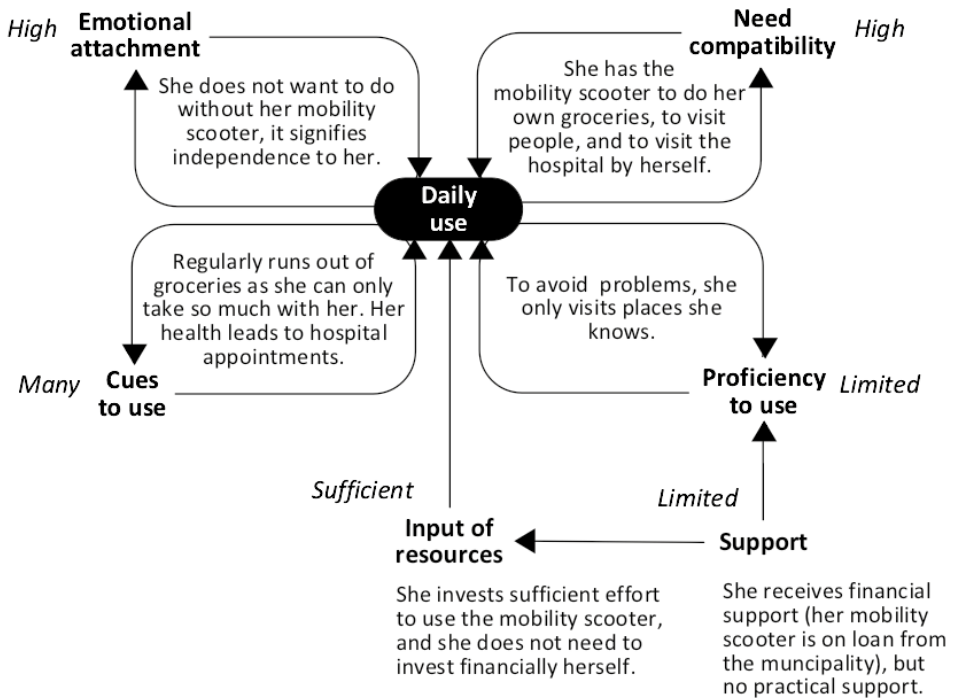 High
Emotional
attachment
She does not want to do
without her mobility
scooter, it signifies
independence to her.
Need
compatibility
High
She has the
mobility scooter to do her
own groceries, to visit
people, and to visit the
hospital by herself.
Daily
use
Regularly runs out of
groceries as she can only
take so much with her. Her
health leads to hospital
appointments.
Many
Cues
to use
To avoid problems, she
only visits places she
knows.
Proficiency
to use
Limited
Sufficient
Input of
resources
She invests sufficient effort
to use the mobility scooter,
and she does not need to
invest financially herself.
Limited
Support
She receives financial
support (her mobility
scooter is on loan from
the muncipality), but
no practical support.